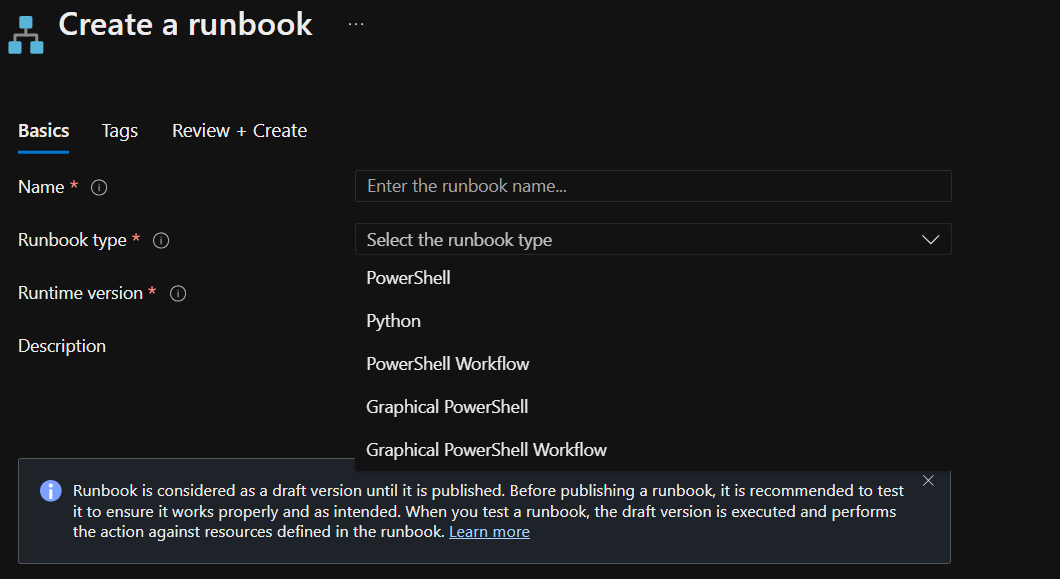 Create a runbook ...
Basics Tags Review + Create
Name * Enter the runbook name...
Runbook type * Select the runbook type
PowerShell
Runtime version *
Python
Description
PowerShell Workflow
Graphical PowerShell
Graphical PowerShell Workflow
Runbook is considered as a draft version until it is published. Before publishing a runbook, it is recommended to test
it to ensure it works properly and as intended. When you test a runbook, the draft version is executed and performs
the action against resources defined in the runbook. Learn more